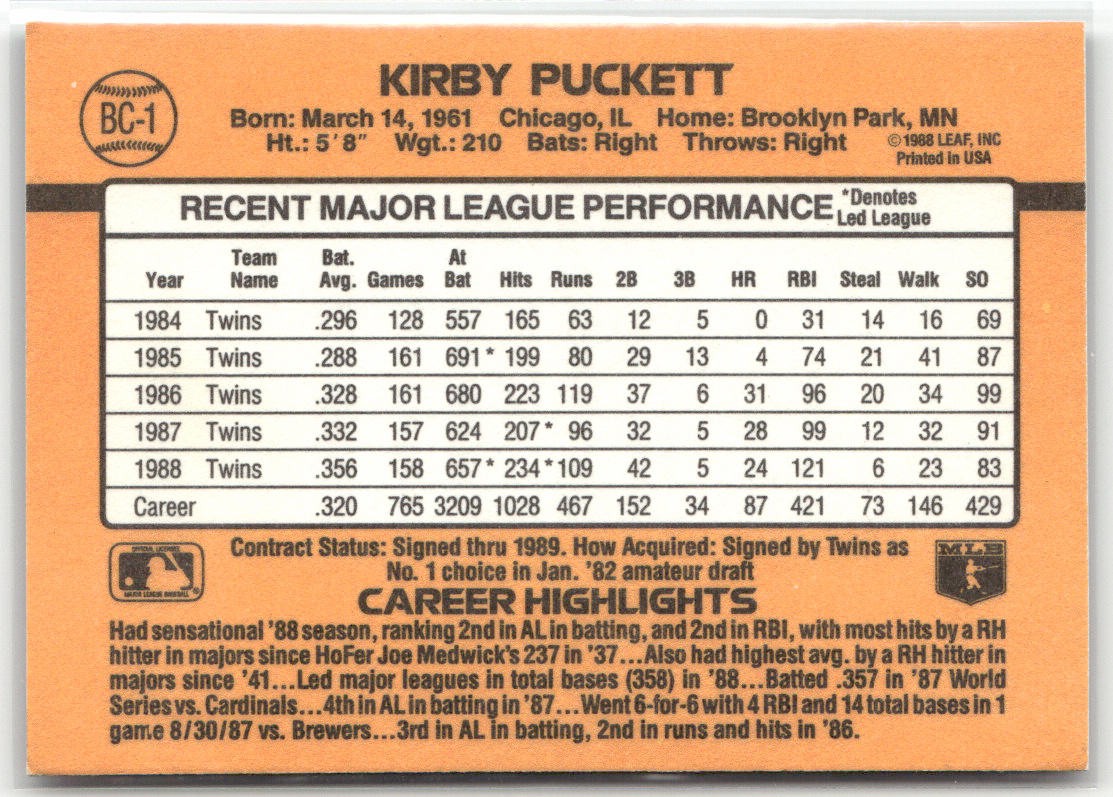 BC-1
KIRBY PUCKETT
Born: March 14, 1961 Chicago, IL Home: Brooklyn Park, MN
Ht.: 5'8" Wgt.: 210 Bats: Right Throws: Right
©1988 LEAF, INC
Printed in USA
RECENT MAJOR LEAGUE PERFORMANCE
*Denotes
Led League
Year Team Name Bat. Avg. Games At Bat Hits Runs 2B 3B HR RBI Steal Walk SO
1984 Twins .296 128 557 165 63 12 5 0 31 14 16 69
1985 Twins .288 161 691* 199 80 29 13 4 74 21 41 87
1986 Twins .328 161 680 223 119 37 6 31 96 20 34 99
1987 Twins .332 157 624 207* 96 32 5 28 99 12 32 91
1988 Twins .356 158 657* 234* 109 42 5 24 121 6 23 83
Career .320 765 3209 1028 467 152 34 87 421 73 146 429
OFFICIAL LICENSEE
MAJOR LEAGUE BASEBALL
Contract Status: Signed thru 1989. How Acquired: Signed by Twins as
No. 1 choice in Jan. '82 amateur draft
MLB
CAREER HIGHLIGHTS
Had sensational '88 season, ranking 2nd in AL in batting, and 2nd in RBI, with most hits by a RH
hitter in majors since HoFer Joe Medwick's 237 in '37...Also had highest avg. by a RH hitter in
majors since '41...Led major leagues in total bases (358) in '88...Batted .357 in '87 World
Series vs. Cardinals...4th in AL in batting in '87...Went 6-for-6 with 4 RBI and 14 total bases in 1
game 8/30/87 vs. Brewers...3rd in AL in batting, 2nd in runs and hits in '86.